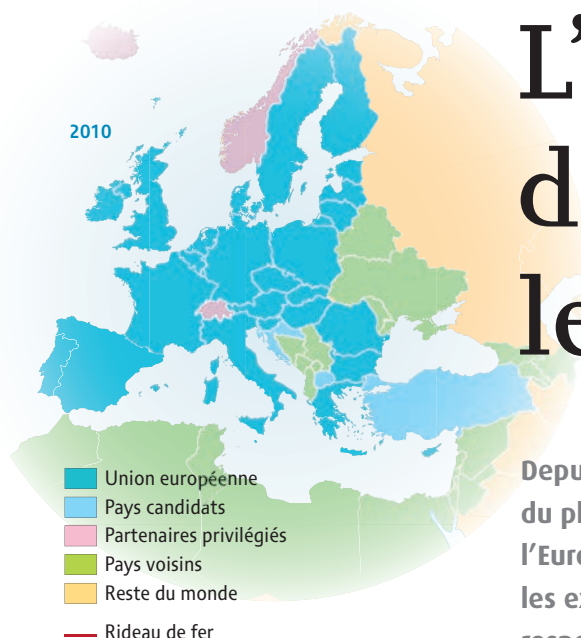 L’
d
le
2010
Union européenne
Pays candidats
Partenaires privilégiés
Pays voisins
Reste du monde
Rideau de fer
Depu
du pl
l’Euro
les ex